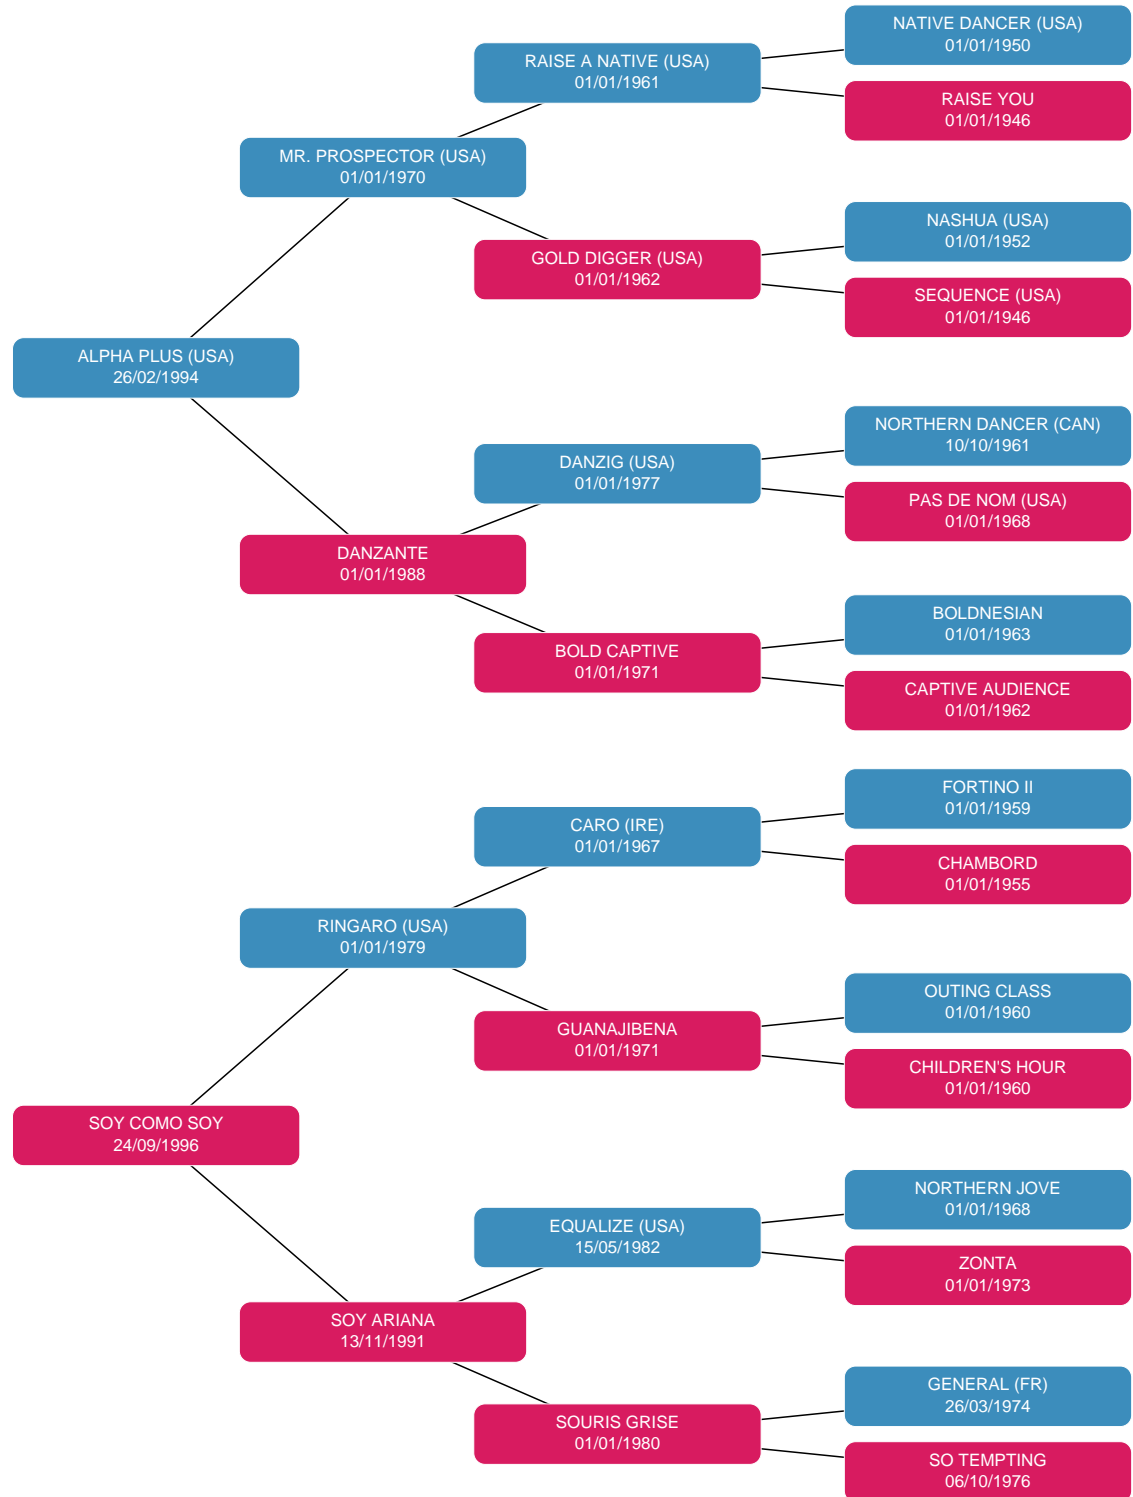 NATIVE DANCER (USA)
01/01/1950
RAISE A NATIVE (USA)
01/01/1961
RAISE YOU
01/01/1946
MR. PROSPECTOR (USA)
01/01/1970
NASHUA (USA)
01/01/1952
GOLD DIGGER (USA)
01/01/1962
SEQUENCE (USA)
01/01/1946
ALPHA PLUS (USA)
26/02/1994
NORTHERN DANCER (CAN)
10/10/1961
DANZIG (USA)
01/01/1977
PAS DE NOM (USA)
01/01/1968
DANZANTE
01/01/1988
BOLDNESIAN
01/01/1963
BOLD CAPTIVE
01/01/1971
CAPTIVE AUDIENCE
01/01/1962
FORTINO II
01/01/1959
CARO (IRE)
01/01/1967
CHAMBORD
01/01/1955
RINGARO (USA)
01/01/1979
OUTING CLASS
01/01/1960
GUANAJIBENA
01/01/1971
CHILDREN'S HOUR
01/01/1960
SOY COMO SOY
24/09/1996
NORTHERN JOVE
01/01/1968
EQUALIZE (USA)
15/05/1982
ZONTA
01/01/1973
SOY ARIANA
13/11/1991
GENERAL (FR)
26/03/1974
SOURIS GRISE
01/01/1980
SO TEMPTING
06/10/1976